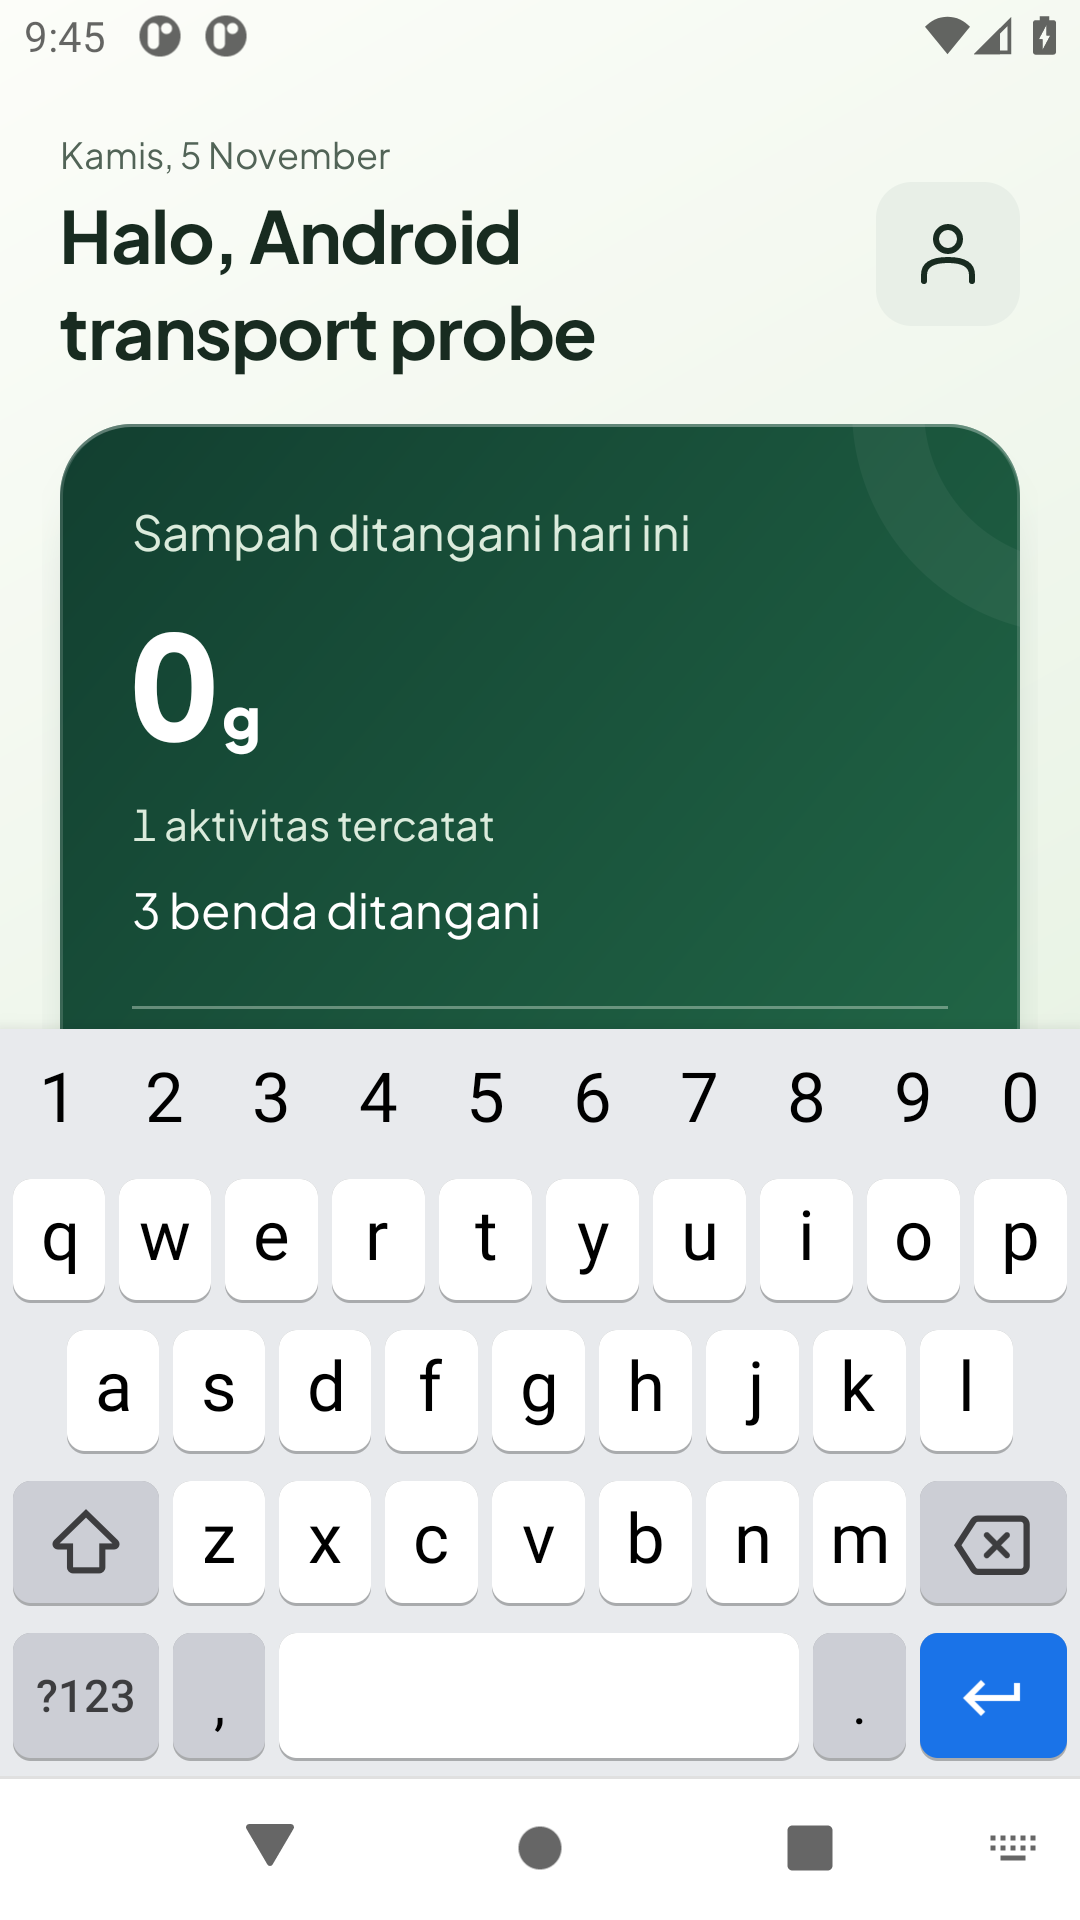 9:45
Kamis, 5 November
Halo, Android
transport probe
Sampah ditangani hari ini
0g
1 aktivitas tercatat
3 benda ditangani
1 2 3 4 5 6 7 8 9 0
q w e r t y u i o p
a s d f g h j k l
z x c v b n m
?123 , .